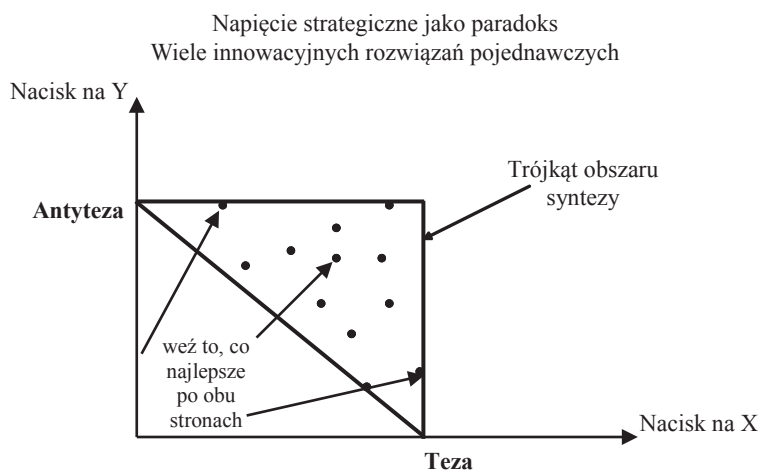 Napięcie strategiczne jako paradoks
Wiele innowacyjnych rozwiązań pojednawczych
Nacisk na Y
Trójkąt obszaru
syntezy
Antyteza
weź to, co
najlepsze
po obu
stronach
Nacisk na X
Teza